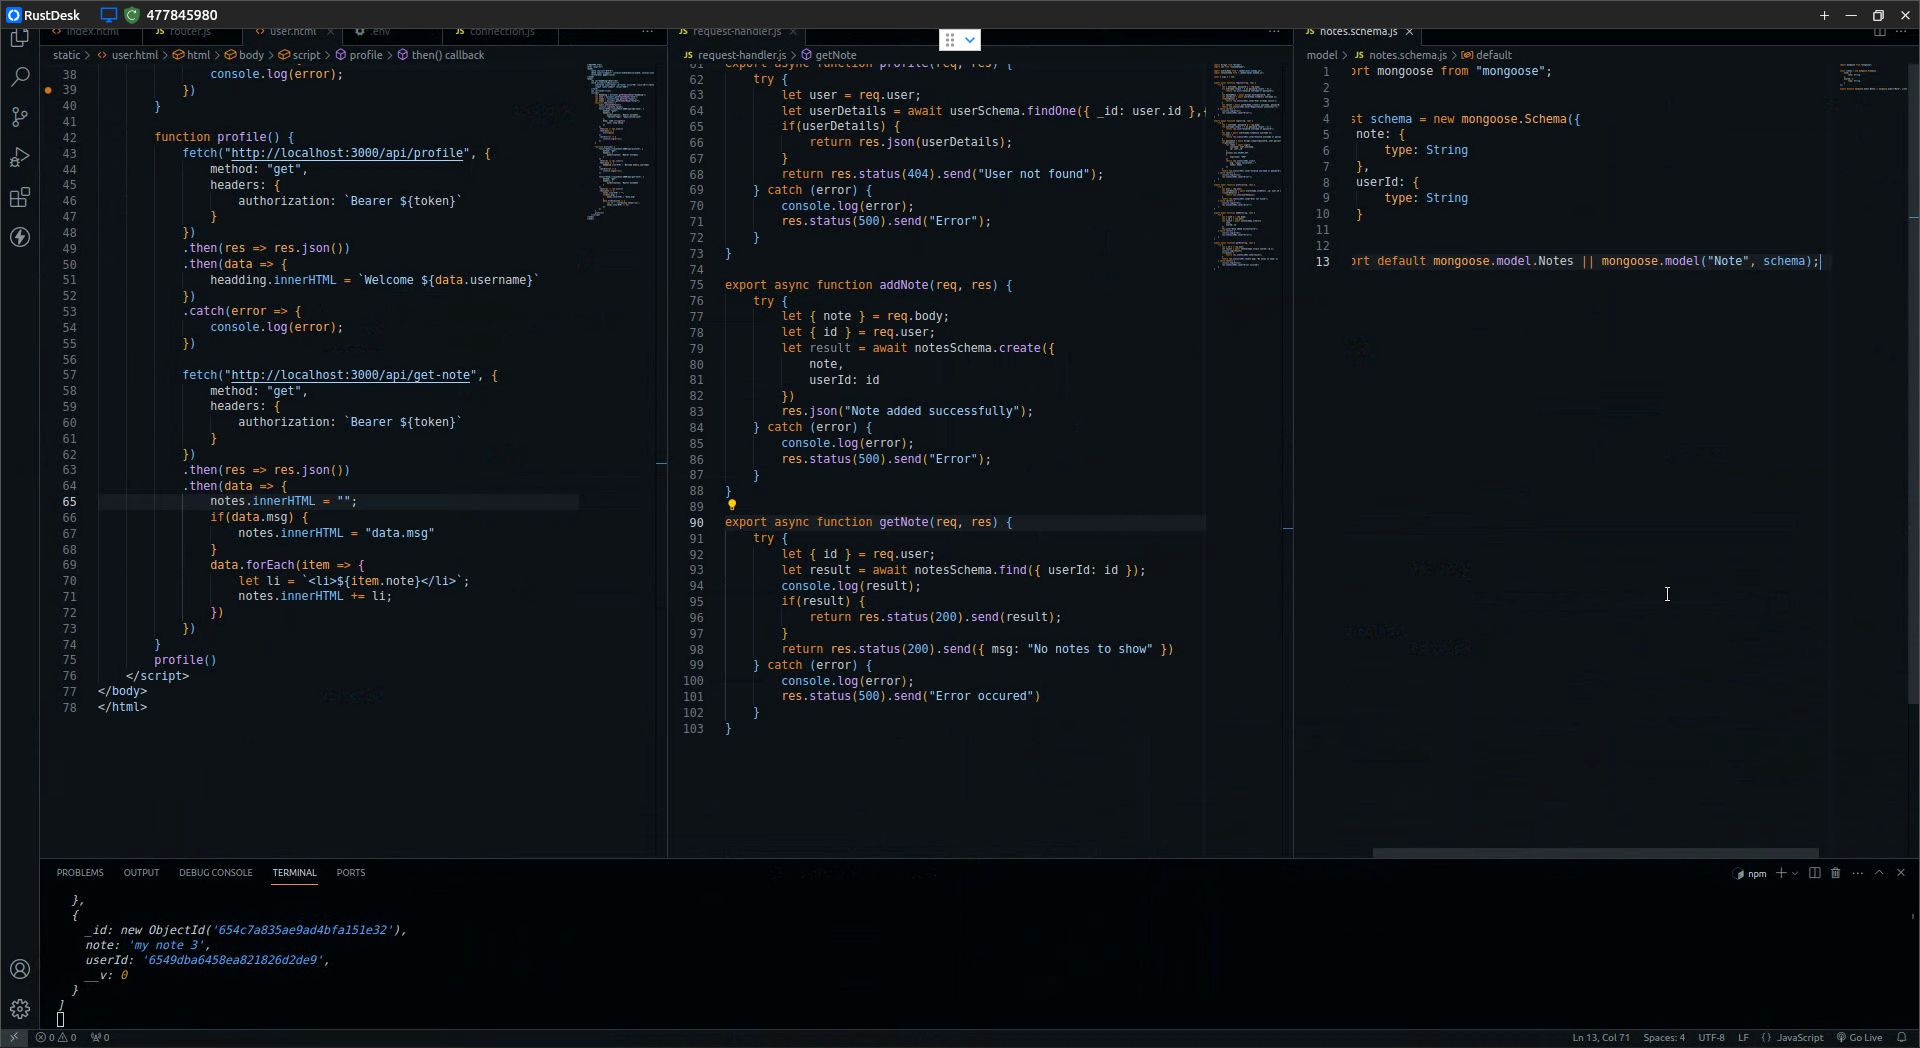 RustDesk 477845980
index.html router.js user.html .env connection.js
static > user.html > html > body > script > profile > then() callback
38 console.log(error);
39 })
40 }
41
42 function profile() {
43 fetch("http://localhost:3000/api/profile", {
44 method: "get",
45 headers: {
46 authorization: `Bearer ${token}`
47 }
48 })
49 .then(res => res.json())
50 .then(data => {
51 headding.innerHTML = `Welcome ${data.username}`
52 })
53 .catch(error => {
54 console.log(error);
55 })
56
57 fetch("http://localhost:3000/api/get-note", {
58 method: "get",
59 headers: {
60 authorization: `Bearer ${token}`
61 }
62 })
63 .then(res => res.json())
64 .then(data => {
65 notes.innerHTML = "";
66 if(data.msg) {
67 notes.innerHTML = "data.msg"
68 }
69 data.forEach(item => {
70 let li = `<li>${item.note}</li>`;
71 notes.innerHTML += li;
72 })
73 })
74 }
75 profile()
76 </script>
77 </body>
78 </html>
request-handler.js
request-handler.js > getNote
61 export async function profile(req, res) {
62 try {
63 let user = req.user;
64 let userDetails = await userSchema.findOne({ _id: user.id },
65 if(userDetails) {
66 return res.json(userDetails);
67 }
68 return res.status(404).send("User not found");
69 } catch (error) {
70 console.log(error);
71 res.status(500).send("Error");
72 }
73 }
74
75 export async function addNote(req, res) {
76 try {
77 let { note } = req.body;
78 let { id } = req.user;
79 let result = await notesSchema.create({
80 note,
81 userId: id
82 })
83 res.json("Note added successfully");
84 } catch (error) {
85 console.log(error);
86 res.status(500).send("Error");
87 }
88 }
89
90 export async function getNote(req, res) {
91 try {
92 let { id } = req.user;
93 let result = await notesSchema.find({ userId: id });
94 console.log(result);
95 if(result) {
96 return res.status(200).send(result);
97 }
98 return res.status(200).send({ msg: "No notes to show" })
99 } catch (error) {
100 console.log(error);
101 res.status(500).send("Error occured")
102 }
103 }
notes.schema.js
model > notes.schema.js > default
1 ort mongoose from "mongoose";
2
3
4 st schema = new mongoose.Schema({
5 note: {
6 type: String
7 },
8 userId: {
9 type: String
10 }
11
12
13 ort default mongoose.model.Notes || mongoose.model("Note", schema);
PROBLEMS OUTPUT DEBUG CONSOLE TERMINAL PORTS
npm
},
{
_id: new ObjectId('654c7a835ae9ad4bfa151e32'),
note: 'my note 3',
userId: '6549dba6458ea821826d2de9',
__v: 0
}
]
0 0 0 Ln 13, Col 71 Spaces: 4 UTF-8 LF {} JavaScript Go Live